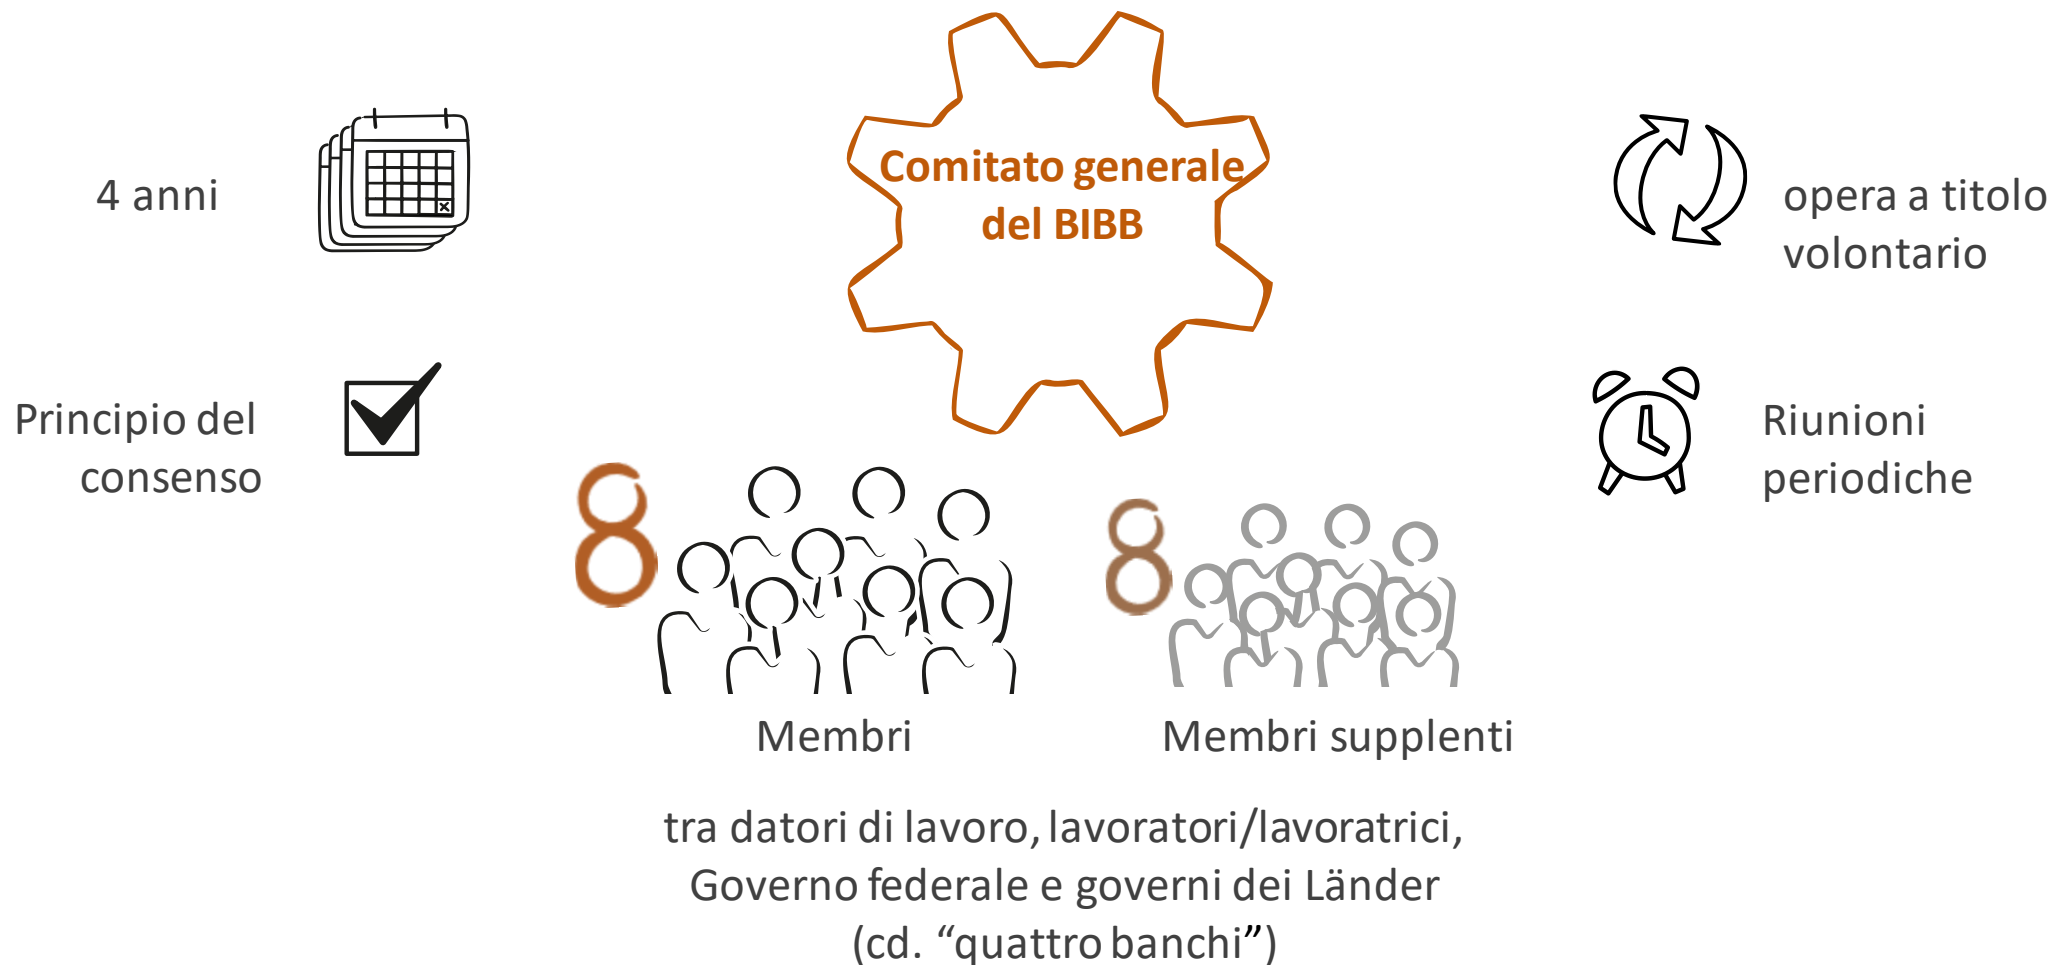 Comitato generale
del BIBB
4 anni
opera a titolo
volontario
Principio del
consenso
Riunioni
periodiche
8
8
Membri
Membri supplenti
tra datori di lavoro, lavoratori/lavoratrici,
Governo federale e governi dei Länder
(cd. “quattro banchi”)